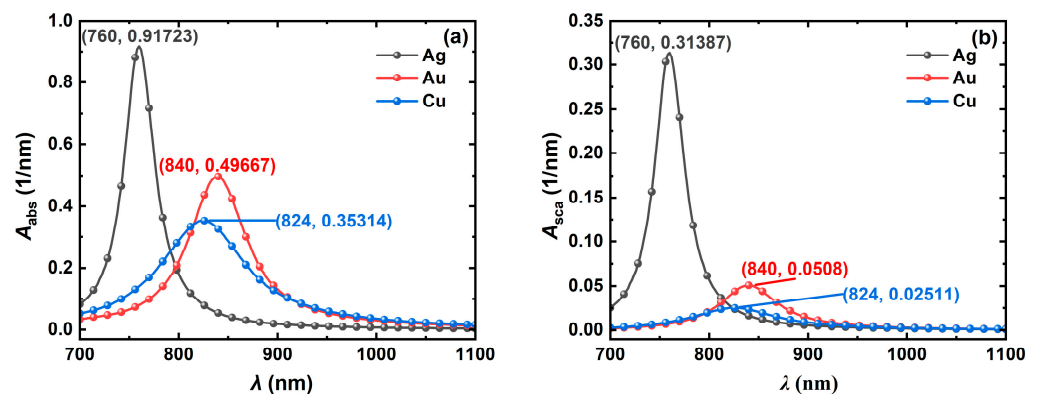 (760, 0.91723)
(a)
Ag
Au
Cu
(840, 0.49667)
(824, 0.35314)
1.0
0.8
0.6
0.4
0.2
0.0
700
800
900
1000
1100
A_abs (1/nm)
λ (nm)
(760, 0.31387)
(b)
Ag
Au
Cu
(840, 0.0508)
(824, 0.02511)
0.35
0.30
0.25
0.20
0.15
0.10
0.05
0.00
700
800
900
1000
1100
A_sca (1/nm)
λ (nm)